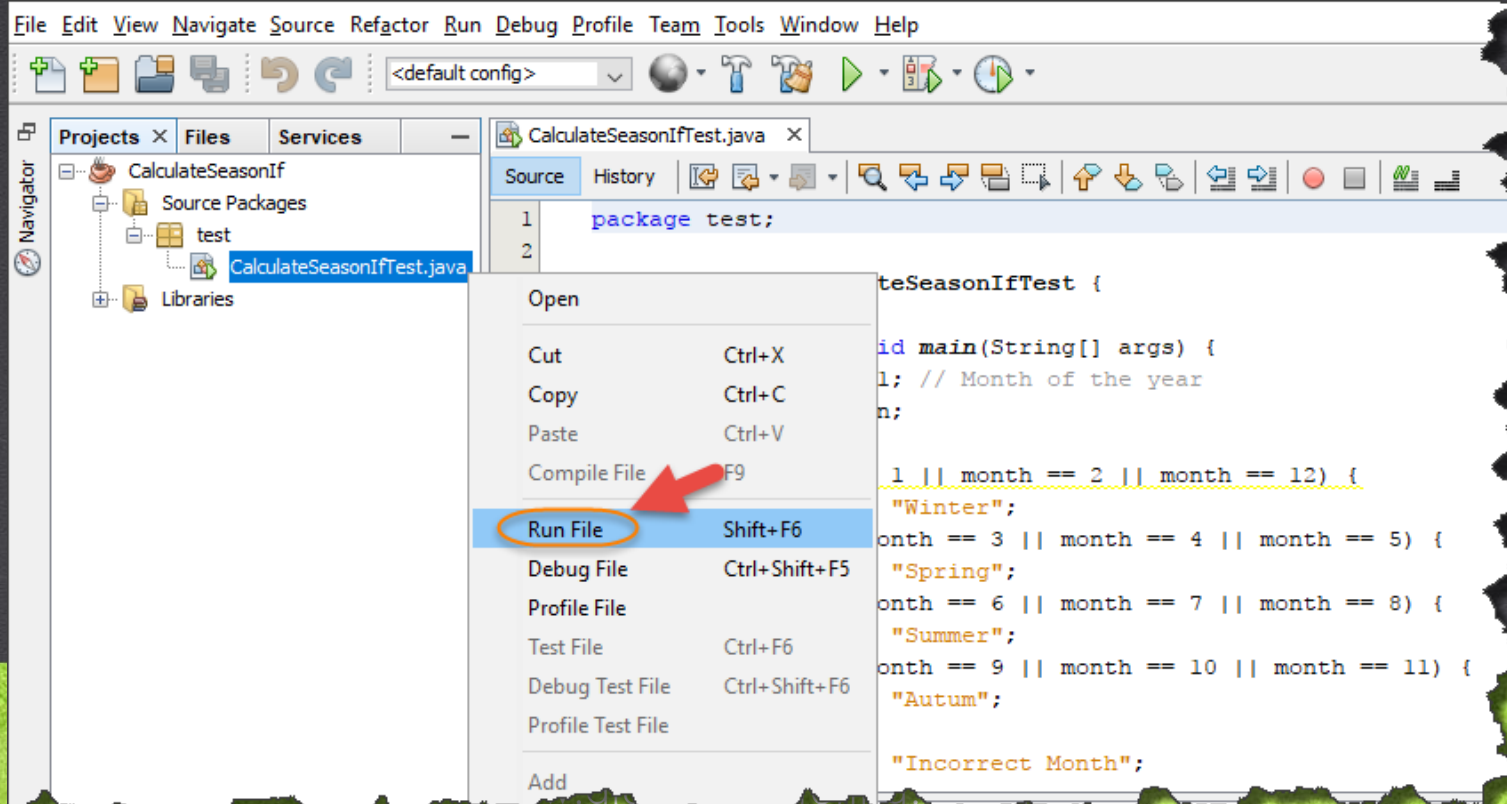 File Edit View Navigate Source Refactor Run Debug Profile Team Tools Window Help
<default config>
Projects Files Services
Navigator
CalculateSeasonIf
Source Packages
test
CalculateSeasonIfTest.java
Libraries
CalculateSeasonIfTest.java
Source History
1 package test;
2
teSeasonIfTest {
id main(String[] args) {
1; // Month of the year
n;
1 || month == 2 || month == 12) {
"Winter";
onth == 3 || month == 4 || month == 5) {
"Spring";
onth == 6 || month == 7 || month == 8) {
"Summer";
onth == 9 || month == 10 || month == 11) {
"Autum";
"Incorrect Month";
Open
Cut Ctrl+X
Copy Ctrl+C
Paste Ctrl+V
Compile File F9
Run File Shift+F6
Debug File Ctrl+Shift+F5
Profile File
Test File Ctrl+F6
Debug Test File Ctrl+Shift+F6
Profile Test File
Add